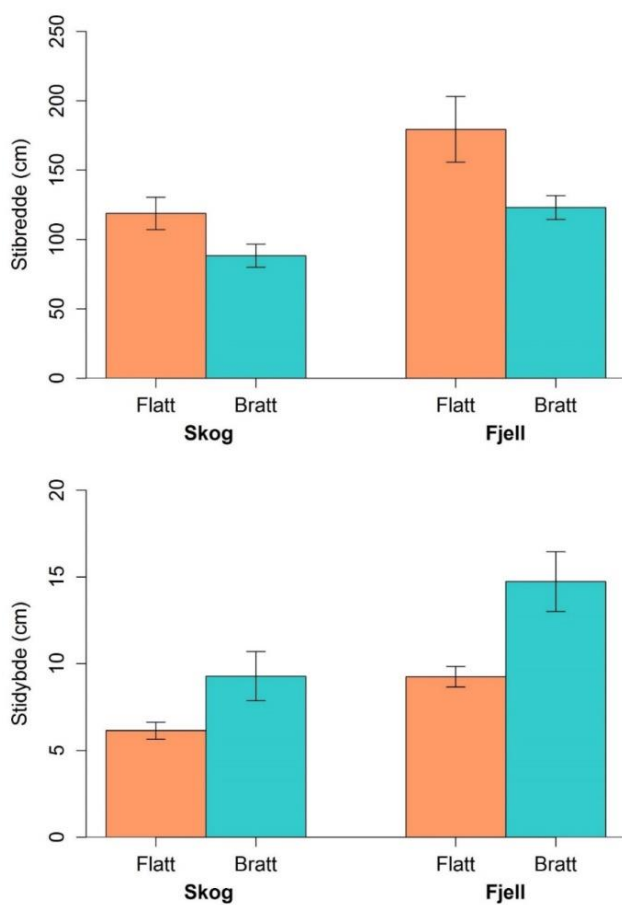 250
200
150
100
50
0
Stibredde (cm)
Flatt Bratt Flatt Bratt
Skog Fjell
20
15
10
5
0
Stidybde (cm)
Flatt Bratt Flatt Bratt
Skog Fjell